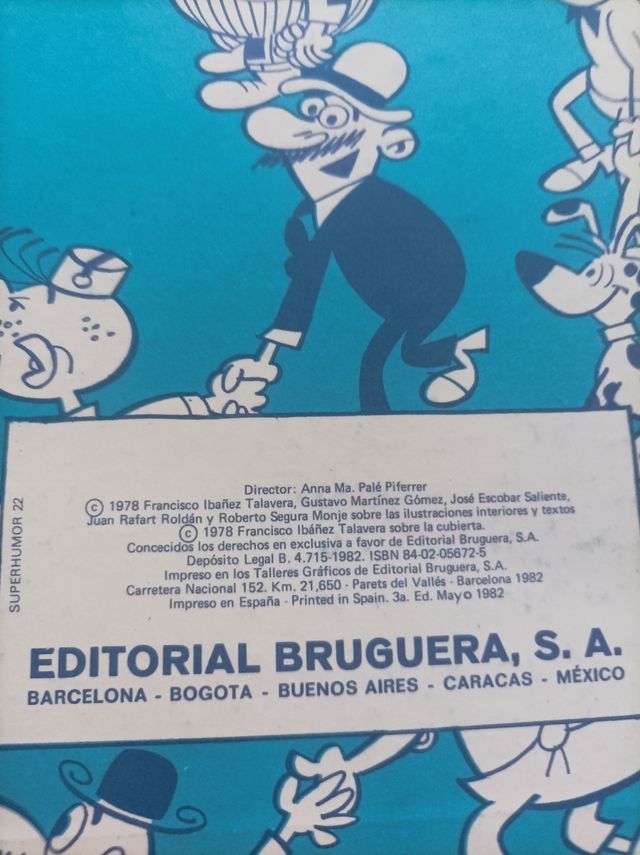 Director: Anna Ma. Palé Piferrer
© 1978 Francisco Ibañez Talavera, Gustavo Martínez Gómez, José Escobar Saliente,
Juan Rafart Roldán y Roberto Segura Monje sobre las ilustraciones interiores y textos
© 1978 Francisco Ibáñez Talavera sobre la cubierta.
Concecidos los derechos en exclusiva a favor de Editorial Bruguera, S.A.
Depósito Legal B. 4.715-1982. ISBN 84-02-05672-5
Impreso en los Talleres Gráficos de Editorial Bruguera, S.A.
Carretera Nacional 152. Km. 21,650 - Parets del Vallés - Barcelona 1982
Impreso en España - Printed in Spain. 3a. Ed. Mayo 1982
SUPERHUMOR 22
EDITORIAL BRUGUERA, S. A.
BARCELONA - BOGOTA - BUENOS AIRES - CARACAS - MÉXICO